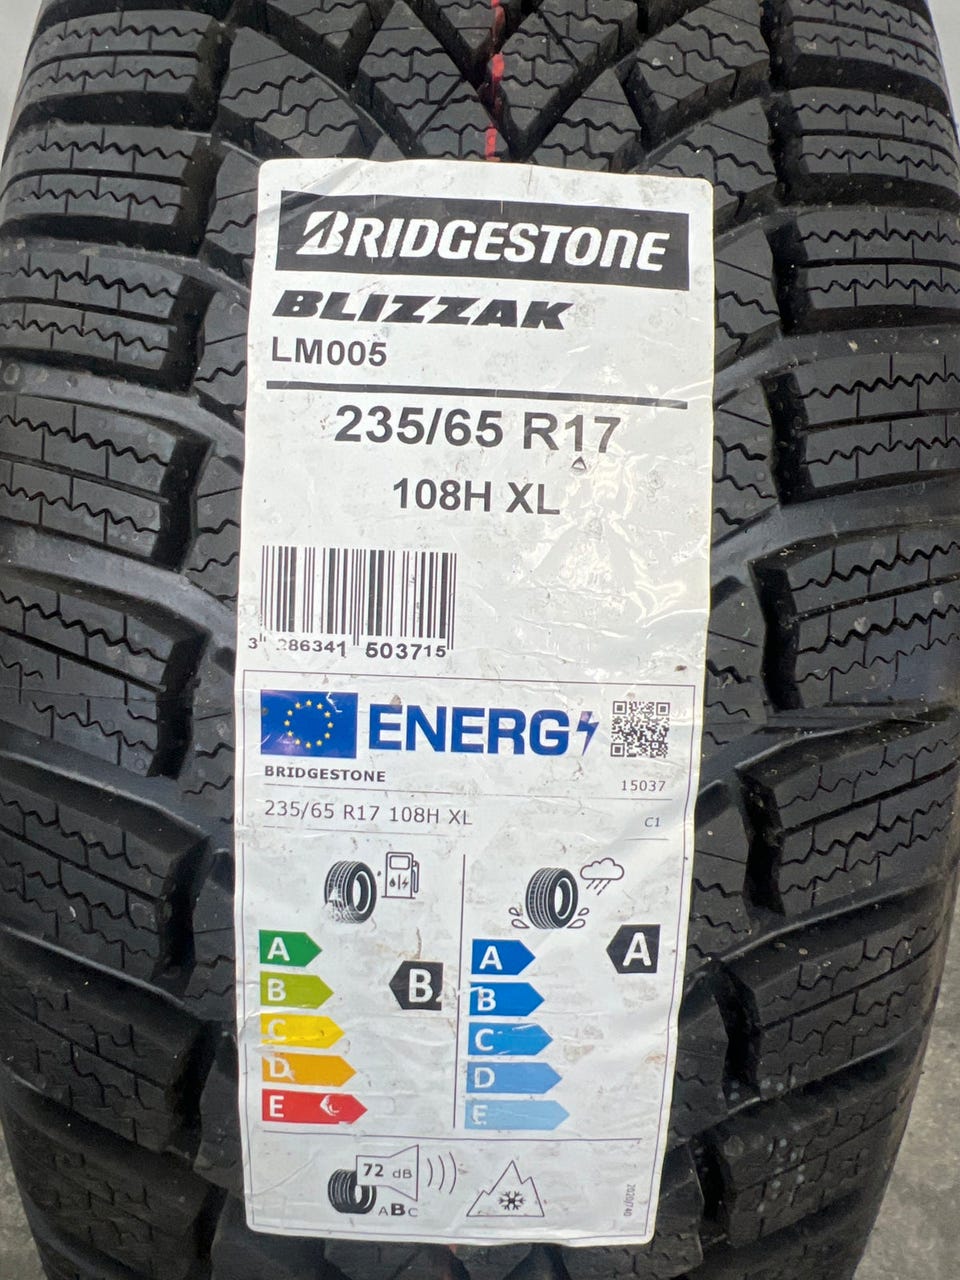 BRIDGESTONE
BLIZZAK
LM005
235/65 R17
108H XL
3 286341 503715
ENERG
BRIDGESTONE
15037
235/65 R17 108H XL
C1
A
B
C
D
E
B
A
B
C
D
E
A
72 dB
ABC
2020/740